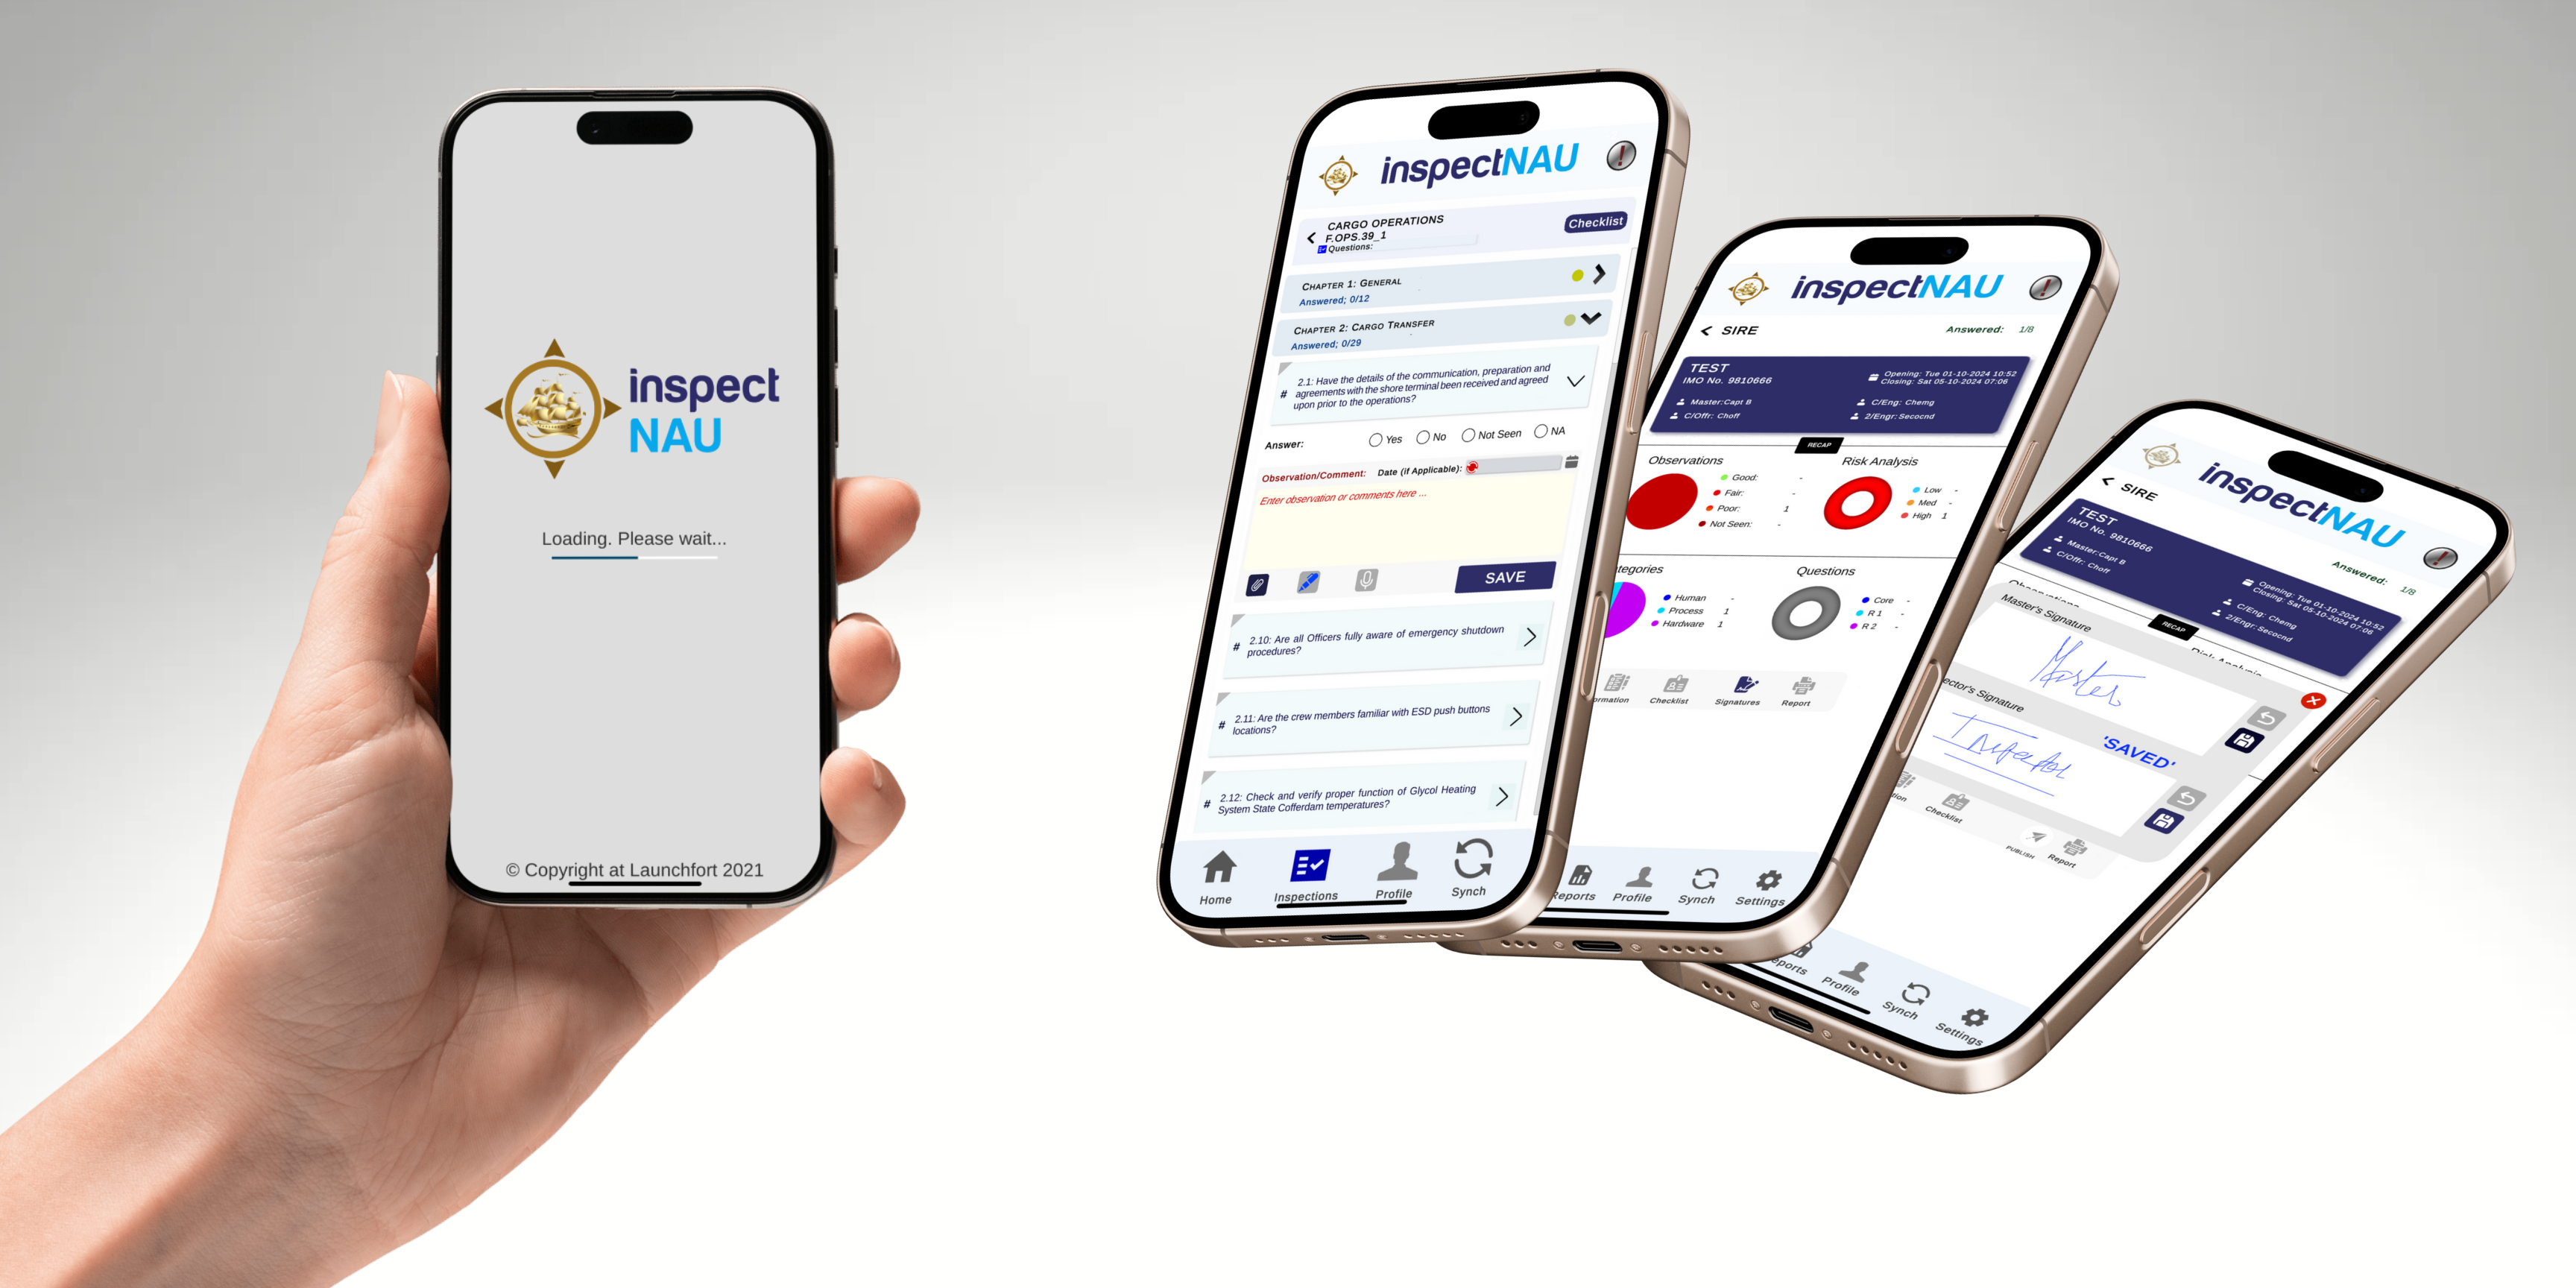 inspect
NAU
Loading. Please wait...
© Copyright at Launchfort 2021
inspectNAU
CARGO OPERATIONS
F.OPS.39_1
Questions:
Checklist
CHAPTER 1: GENERAL
Answered; 0/12
CHAPTER 2: CARGO TRANSFER
Answered; 0/29
# 2.1: Have the details of the communication, preparation and
agreements with the shore terminal been received and agreed
upon prior to the operations?
Answer: Yes No Not Seen NA
Observation/Comment: Date (if Applicable):
Enter observation or comments here ...
SAVE
# 2.10: Are all Officers fully aware of emergency shutdown
procedures?
# 2.11: Are the crew members familiar with ESD push buttons
locations?
# 2.12: Check and verify proper function of Glycol Heating
System State Cofferdam temperatures?
Home Inspections Profile Synch
inspectNAU
SIRE Answered: 1/8
TEST
IMO No. 9810666
Opening: Tue 01-10-2024 10:52
Closing: Sat 05-10-2024 07:06
Master:Capt B C/Eng: Chemg
C/Offr: Choff 2/Engr: Secocnd
RECAP
Observations Risk Analysis
Good: -
Fair: -
Poor: 1
Not Seen: -
Low -
Med -
High 1
tegories Questions
Human -
Process 1
Hardware 1
Core -
R 1 -
R 2 -
ormation Checklist Signatures Report
Reports Profile Synch Settings
inspectNAU
SIRE Answered: 1/8
TEST
IMO No. 9810666
Master:Capt B
C/Offr: Choff
Opening: Tue 01-10-2024 10:52
Closing: Sat 05-10-2024 07:06
C/Eng: Chemg
2/Engr: Secocnd
RECAP
Observations
Risk Analysis
Master's Signature
Master
ector's Signature
'SAVED'
Inspector
tion Checklist PUBLISH Report
eports Profile Synch Settings